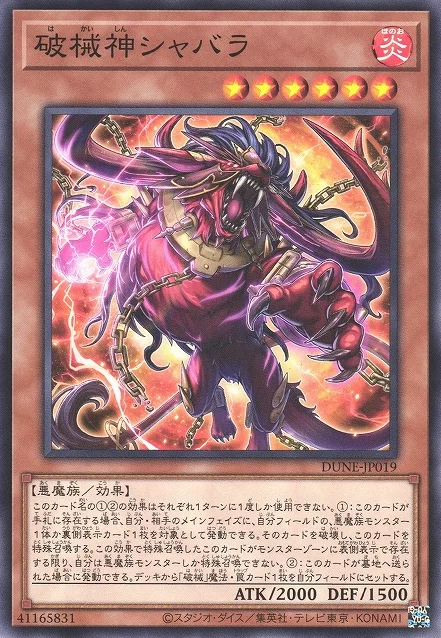 破械神シャバラ
炎
DUNE-JP019
【悪魔族/効果】
このカード名の①②の効果はそれぞれ1ターンに1度しか使用できない。①:このカードが
手札に存在する場合、自分・相手のメインフェイズに、自分フィールドの、悪魔族モンスター
1体か裏側表示カード1枚を対象として発動できる。そのカードを破壊し、このカードを
特殊召喚する。この効果で特殊召喚したこのカードがモンスターゾーンに表側表示で存在
する限り、自分は悪魔族モンスターしか特殊召喚できない。②:このカードが墓地へ送ら
れた場合に発動できる。デッキから「破械」魔法・罠カード1枚を自分フィールドにセットする。
ATK/2000 DEF/1500
41165831
©スタジオ・ダイス/集英社・テレビ東京・KONAMI